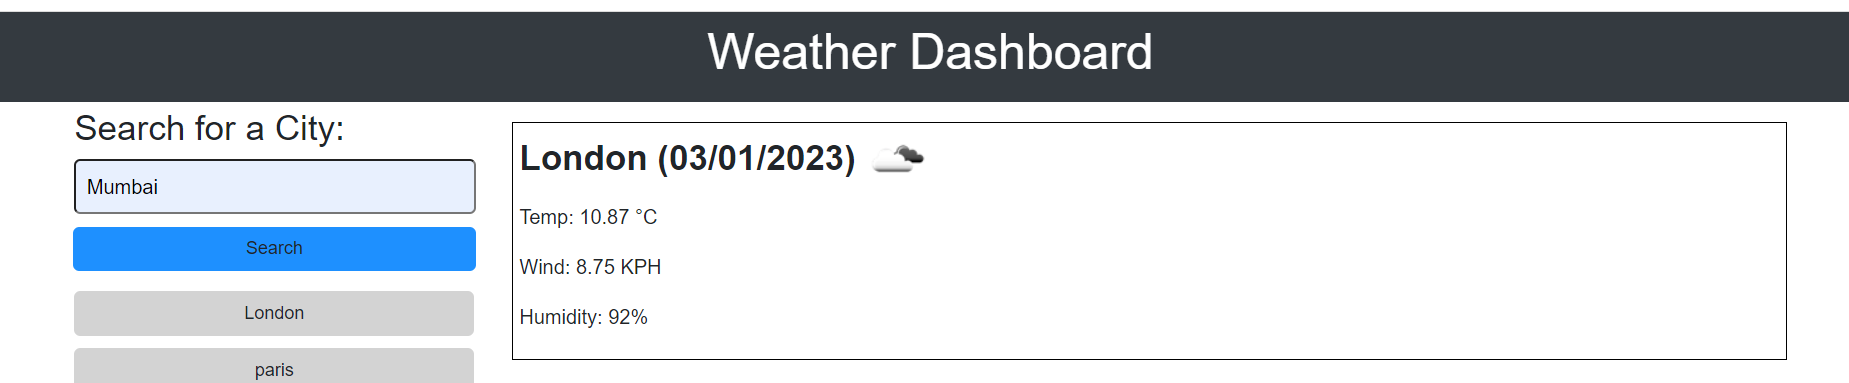 Weather Dashboard
Search for a City:
Mumbai
Search
London
paris
London (03/01/2023)
Temp: 10.87 °C
Wind: 8.75 KPH
Humidity: 92%